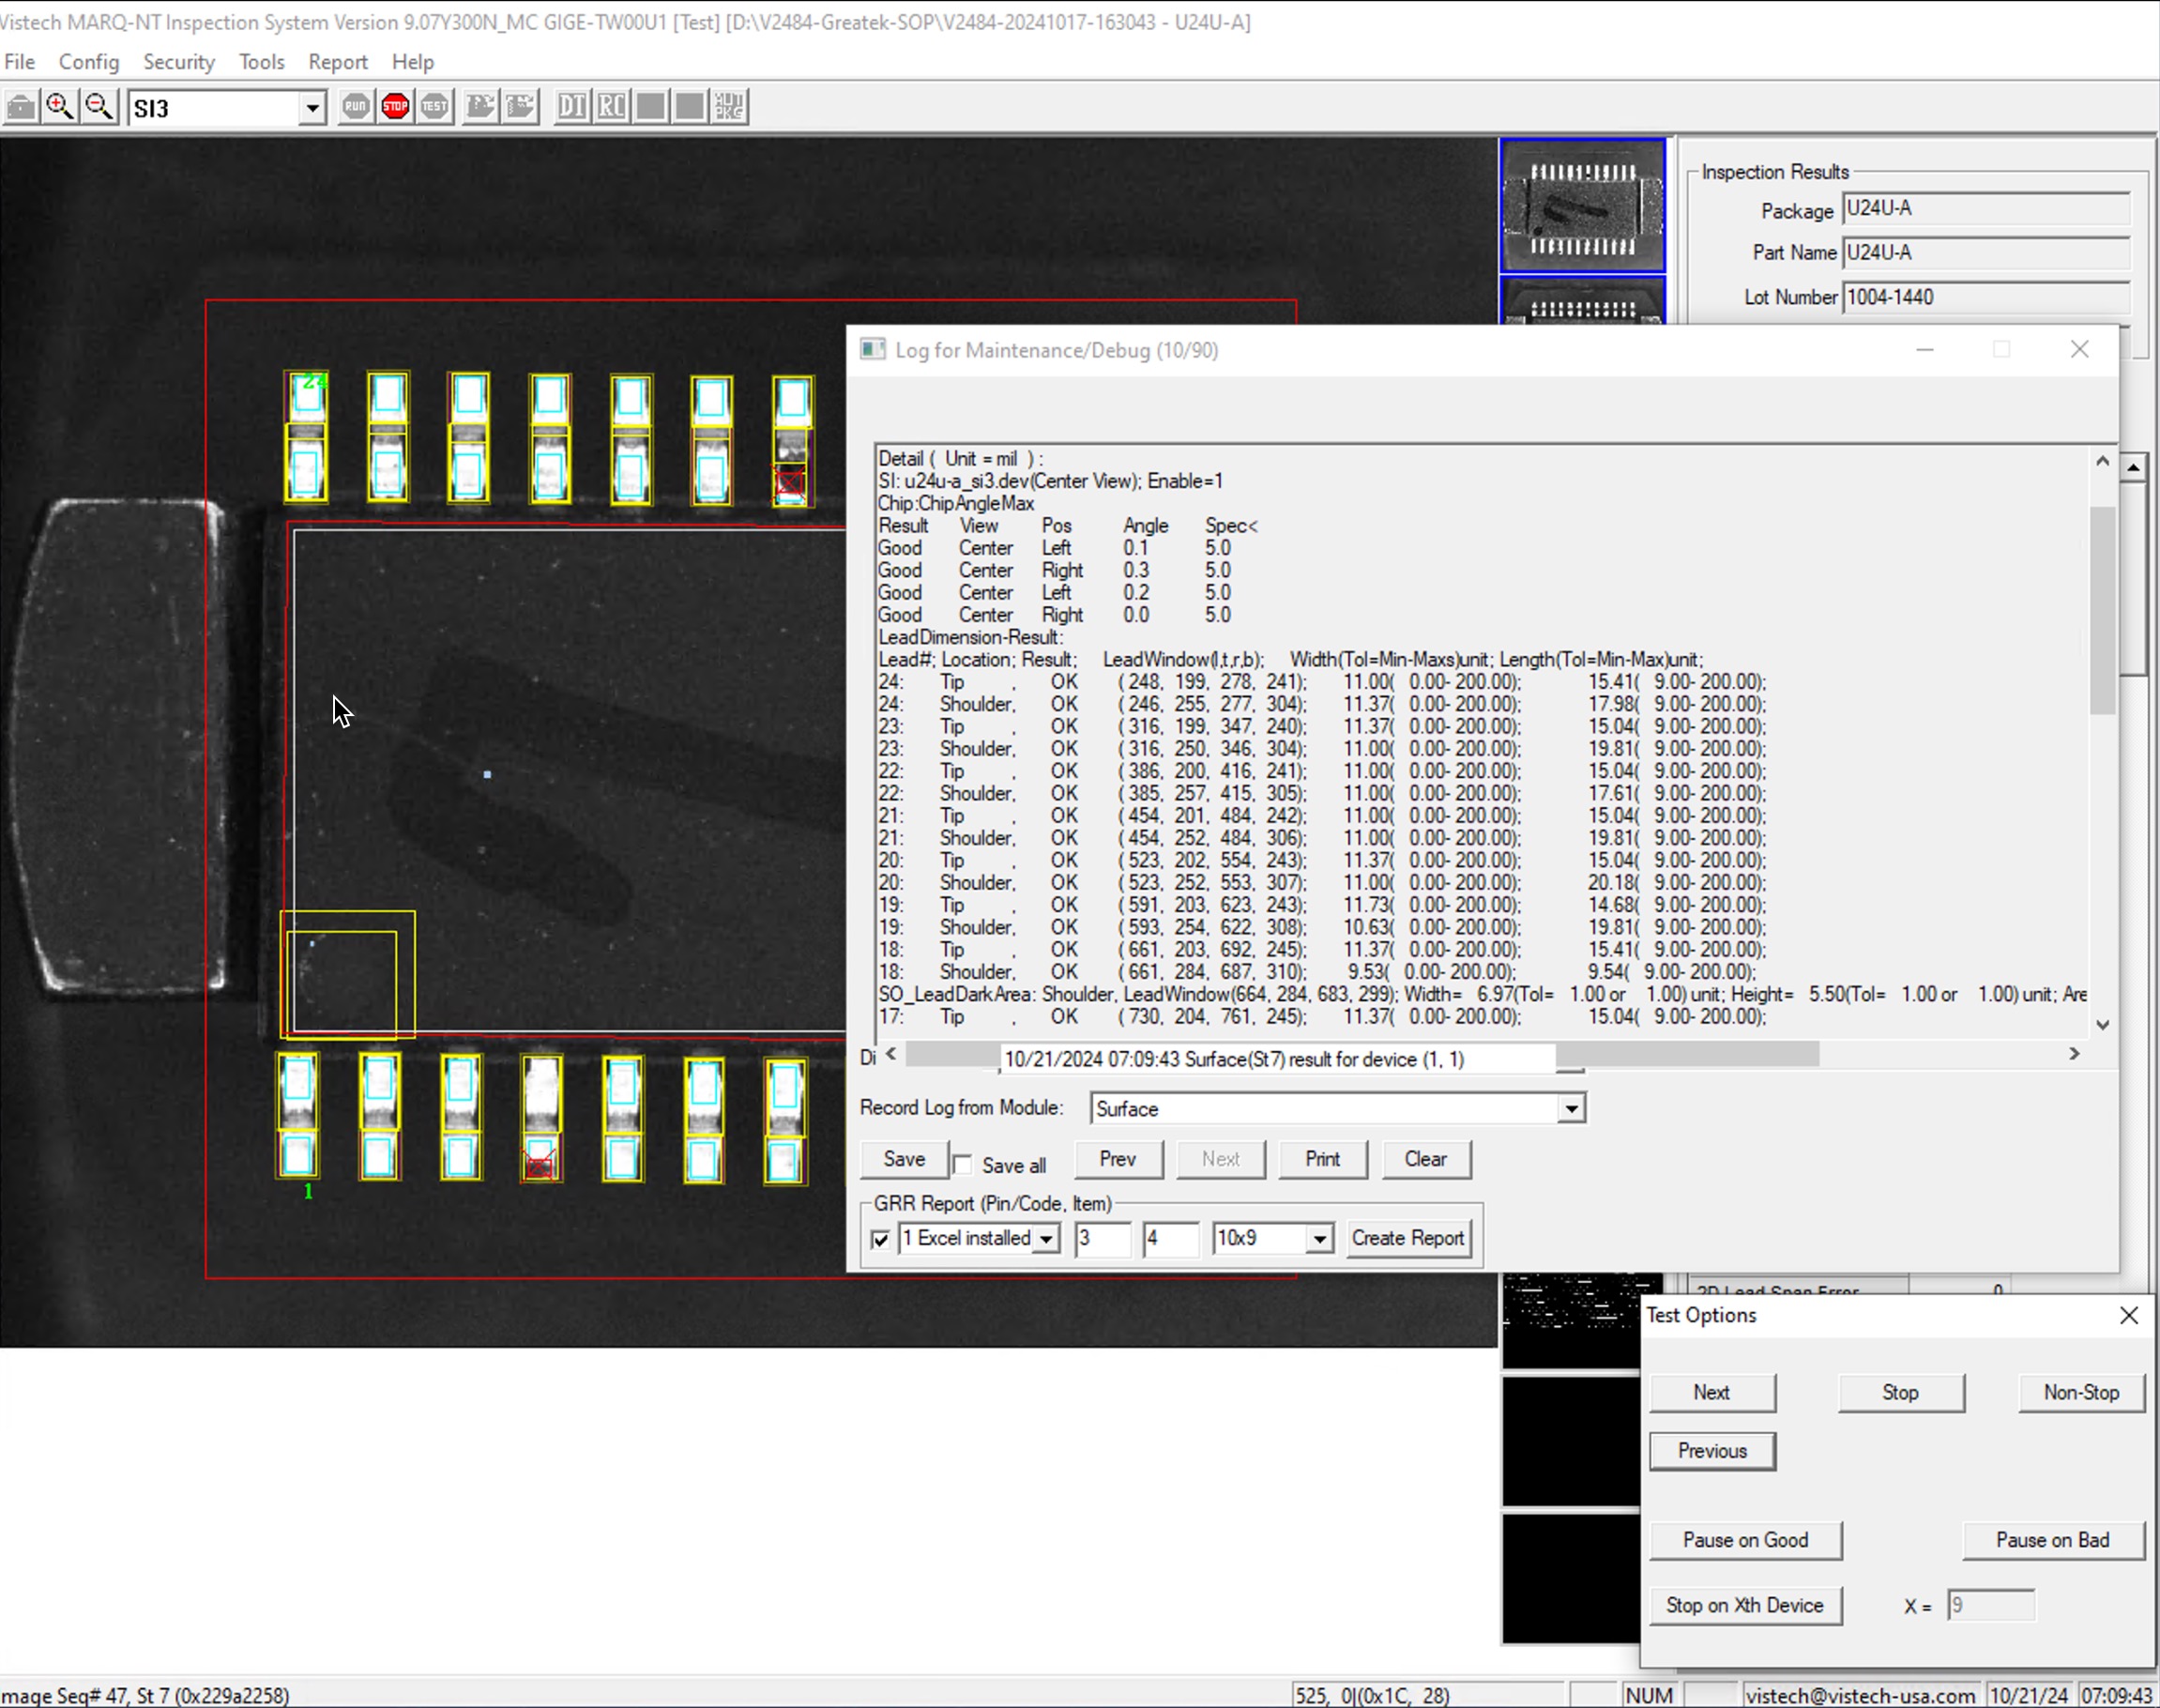 Vistech MARQ-NT Inspection System Version 9.07Y300N_MC GIGE-TW00U1 [Test] [D:\V2484-Greatek-SOP\V2484-20241017-163043 - U24U-A]
File Config Security Tools Report Help
SI3 RUN STOP TEST DT RC
Inspection Results
Package U24U-A
Part Name U24U-A
Lot Number 1004-1440
24
1
Log for Maintenance/Debug (10/90)
Detail ( Unit = mil ) :
SI: u24u-a_si3.dev(Center View); Enable=1
Chip:ChipAngleMax
Result View Pos Angle Spec<
Good Center Left 0.1 5.0
Good Center Right 0.3 5.0
Good Center Left 0.2 5.0
Good Center Right 0.0 5.0
LeadDimension-Result:
Lead#; Location; Result; LeadWindow(l,t,r,b); Width(Tol=Min-Maxs)unit; Length(Tol=Min-Max)unit;
24: Tip , OK ( 248, 199, 278, 241); 11.00( 0.00- 200.00); 15.41( 9.00- 200.00);
24: Shoulder, OK ( 246, 255, 277, 304); 11.37( 0.00- 200.00); 17.98( 9.00- 200.00);
23: Tip , OK ( 316, 199, 347, 240); 11.37( 0.00- 200.00); 15.04( 9.00- 200.00);
23: Shoulder, OK ( 316, 250, 346, 304); 11.00( 0.00- 200.00); 19.81( 9.00- 200.00);
22: Tip , OK ( 386, 200, 416, 241); 11.00( 0.00- 200.00); 15.04( 9.00- 200.00);
22: Shoulder, OK ( 385, 257, 415, 305); 11.00( 0.00- 200.00); 17.61( 9.00- 200.00);
21: Tip , OK ( 454, 201, 484, 242); 11.00( 0.00- 200.00); 15.04( 9.00- 200.00);
21: Shoulder, OK ( 454, 252, 484, 306); 11.00( 0.00- 200.00); 19.81( 9.00- 200.00);
20: Tip , OK ( 523, 202, 554, 243); 11.37( 0.00- 200.00); 15.04( 9.00- 200.00);
20: Shoulder, OK ( 523, 252, 553, 307); 11.00( 0.00- 200.00); 20.18( 9.00- 200.00);
19: Tip , OK ( 591, 203, 623, 243); 11.73( 0.00- 200.00); 14.68( 9.00- 200.00);
19: Shoulder, OK ( 593, 254, 622, 308); 10.63( 0.00- 200.00); 19.81( 9.00- 200.00);
18: Tip , OK ( 661, 203, 692, 245); 11.37( 0.00- 200.00); 15.41( 9.00- 200.00);
18: Shoulder, OK ( 661, 284, 687, 310); 9.53( 0.00- 200.00); 9.54( 9.00- 200.00);
SO_LeadDarkArea: Shoulder, LeadWindow(664, 284, 683, 299); Width= 6.97(Tol= 1.00 or 1.00) unit; Height= 5.50(Tol= 1.00 or 1.00) unit; Are
17: Tip , OK ( 730, 204, 761, 245); 11.37( 0.00- 200.00); 15.04( 9.00- 200.00);
Di 10/21/2024 07:09:43 Surface(St7) result for device (1, 1)
Record Log from Module: Surface
Save Save all Prev Next Print Clear
GRR Report (Pin/Code, Item)
1 Excel installed 3 4 10x9 Create Report
2D Lead Span Error 0
Test Options
Next Stop Non-Stop
Previous
Pause on Good Pause on Bad
Stop on Xth Device X = 9
mage Seq# 47, St 7 (0x229a2258) 525, 0|(0x1C, 28) NUM vistech@vistech-usa.com 10/21/24 07:09:43